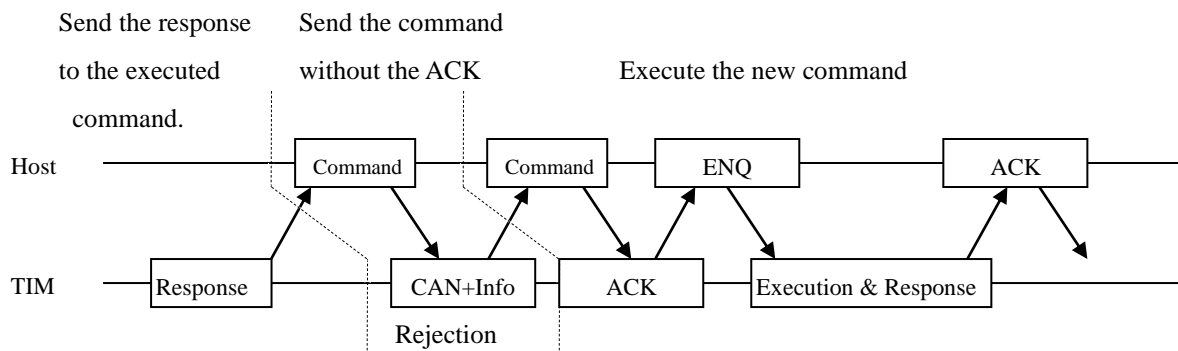 Send the response
to the executed
command.
Send the command
without the ACK
Execute the new command
Host
Command
Command
ENQ
ACK
TIM
Response
CAN+Info
ACK
Execution & Response
Rejection